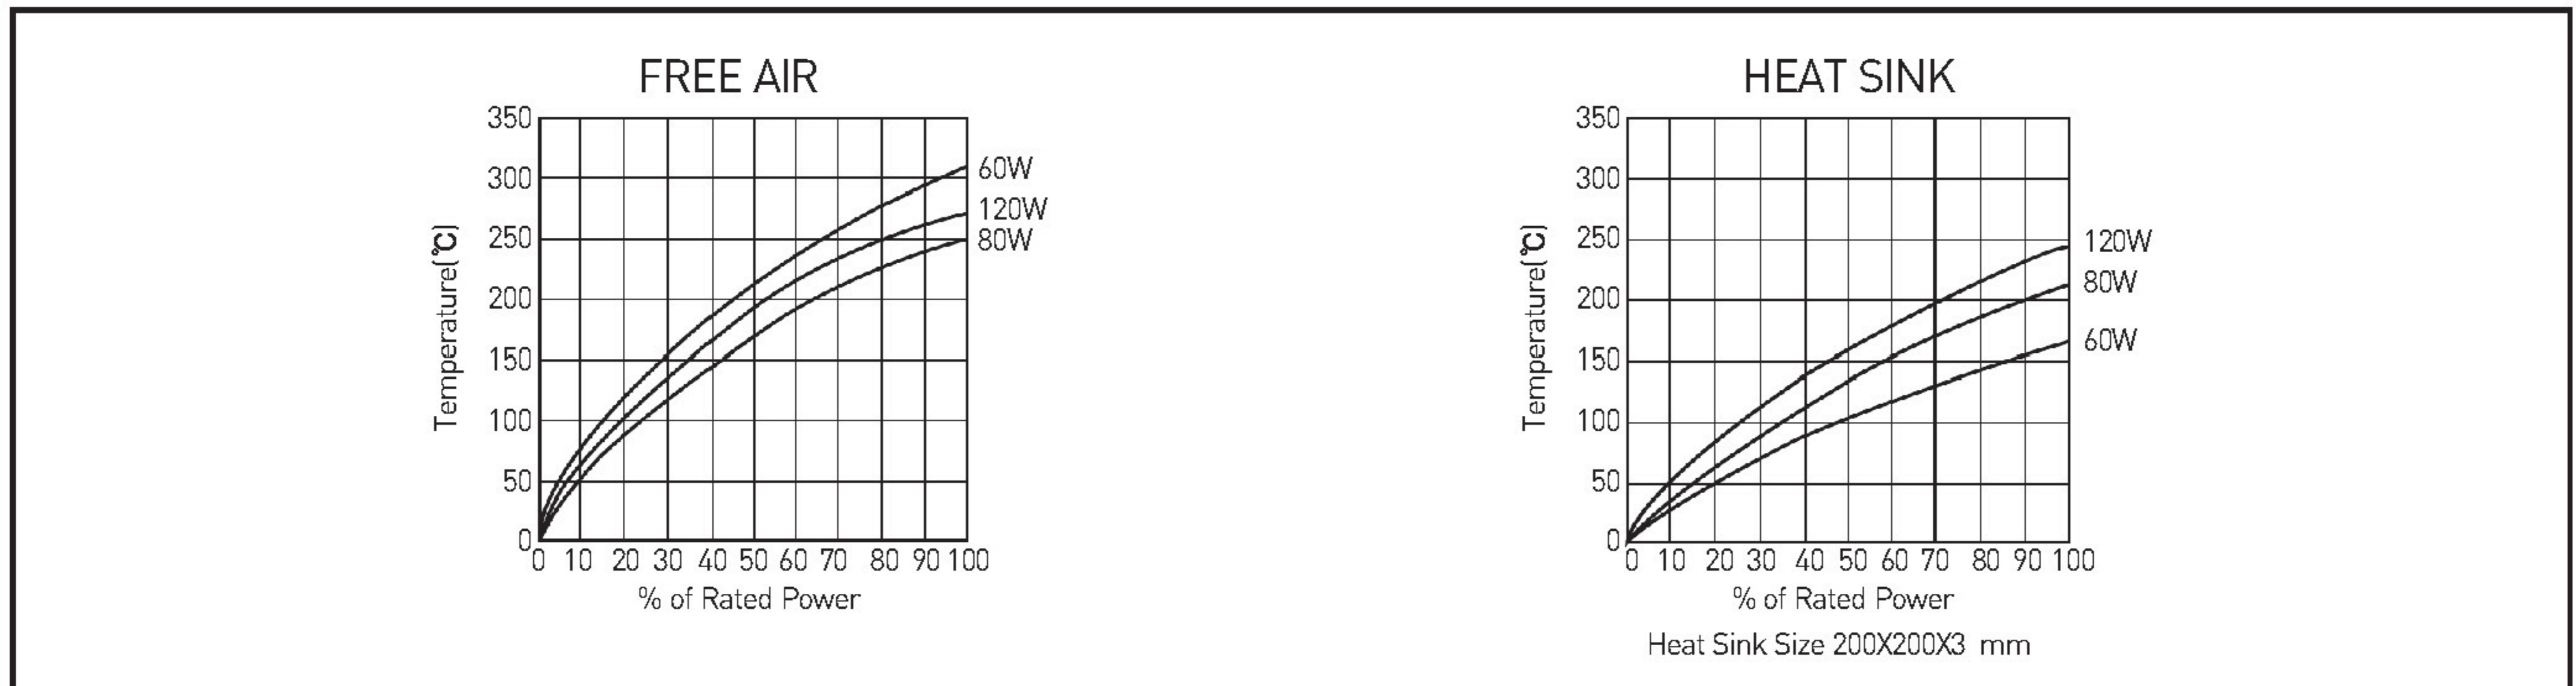 FREE AIR
350
300
250
200
150
100
50
0
Temperature(℃)
60W
120W
80W
0 10 20 30 40 50 60 70 80 90 100
% of Rated Power
HEAT SINK
350
300
250
200
150
100
50
0
Temperature(℃)
120W
80W
60W
0 10 20 30 40 50 60 70 80 90 100
% of Rated Power
Heat Sink Size 200X200X3 mm